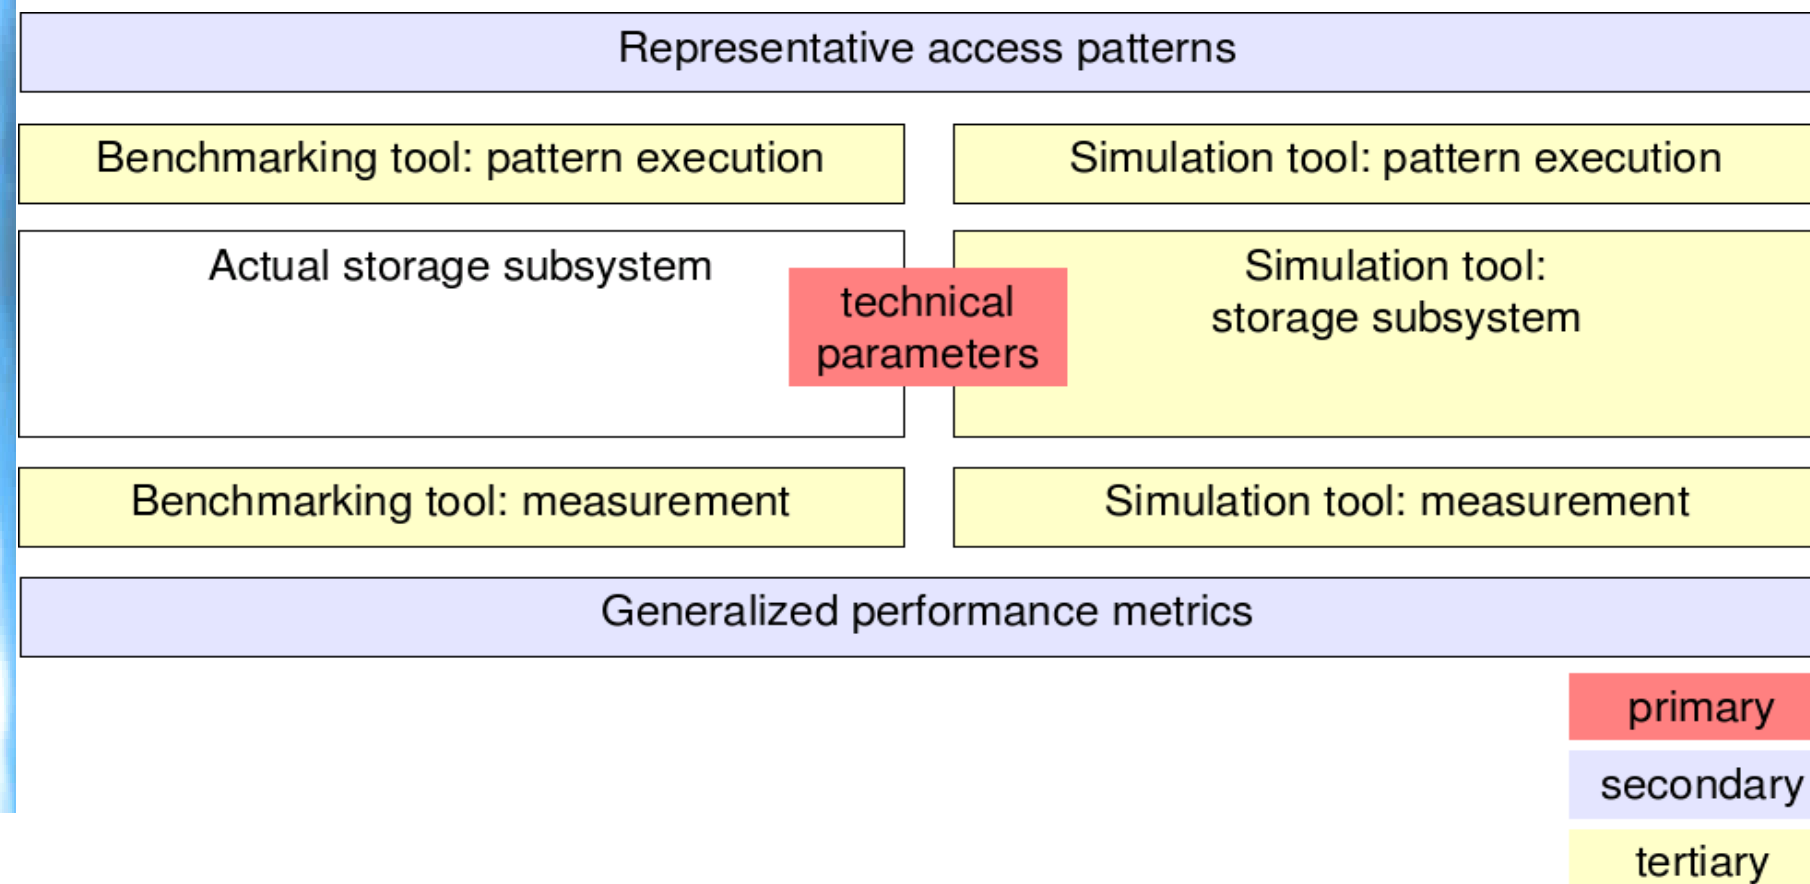 Representative access patterns
Benchmarking tool: pattern execution
Simulation tool: pattern execution
Actual storage subsystem
technical
parameters
Simulation tool:
storage subsystem
Benchmarking tool: measurement
Simulation tool: measurement
Generalized performance metrics
primary
secondary
tertiary